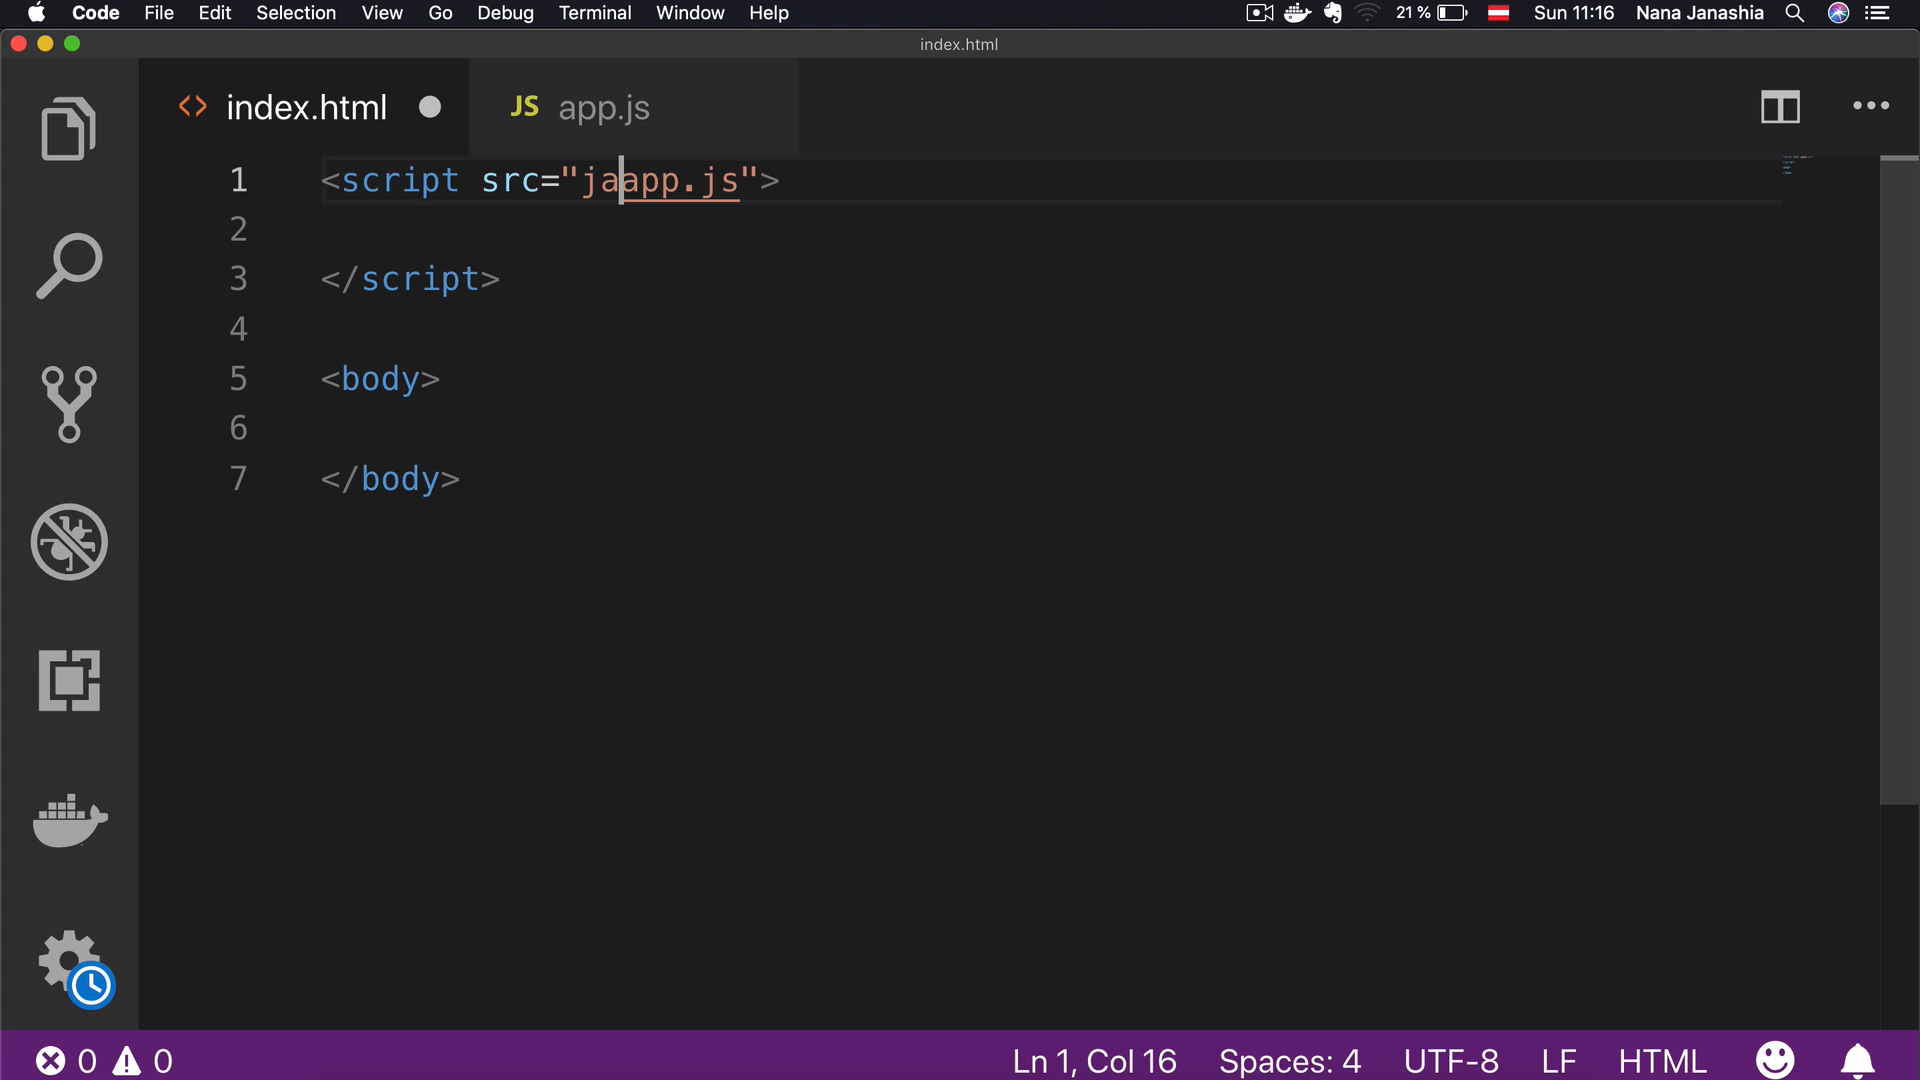 Code File Edit Selection View Go Debug Terminal Window Help 21 % Sun 11:16 Nana Janashia
index.html
index.html JS app.js
1 <script src="jaapp.js">
2
3 </script>
4
5 <body>
6
7 </body>
0 0 Ln 1, Col 16 Spaces: 4 UTF-8 LF HTML